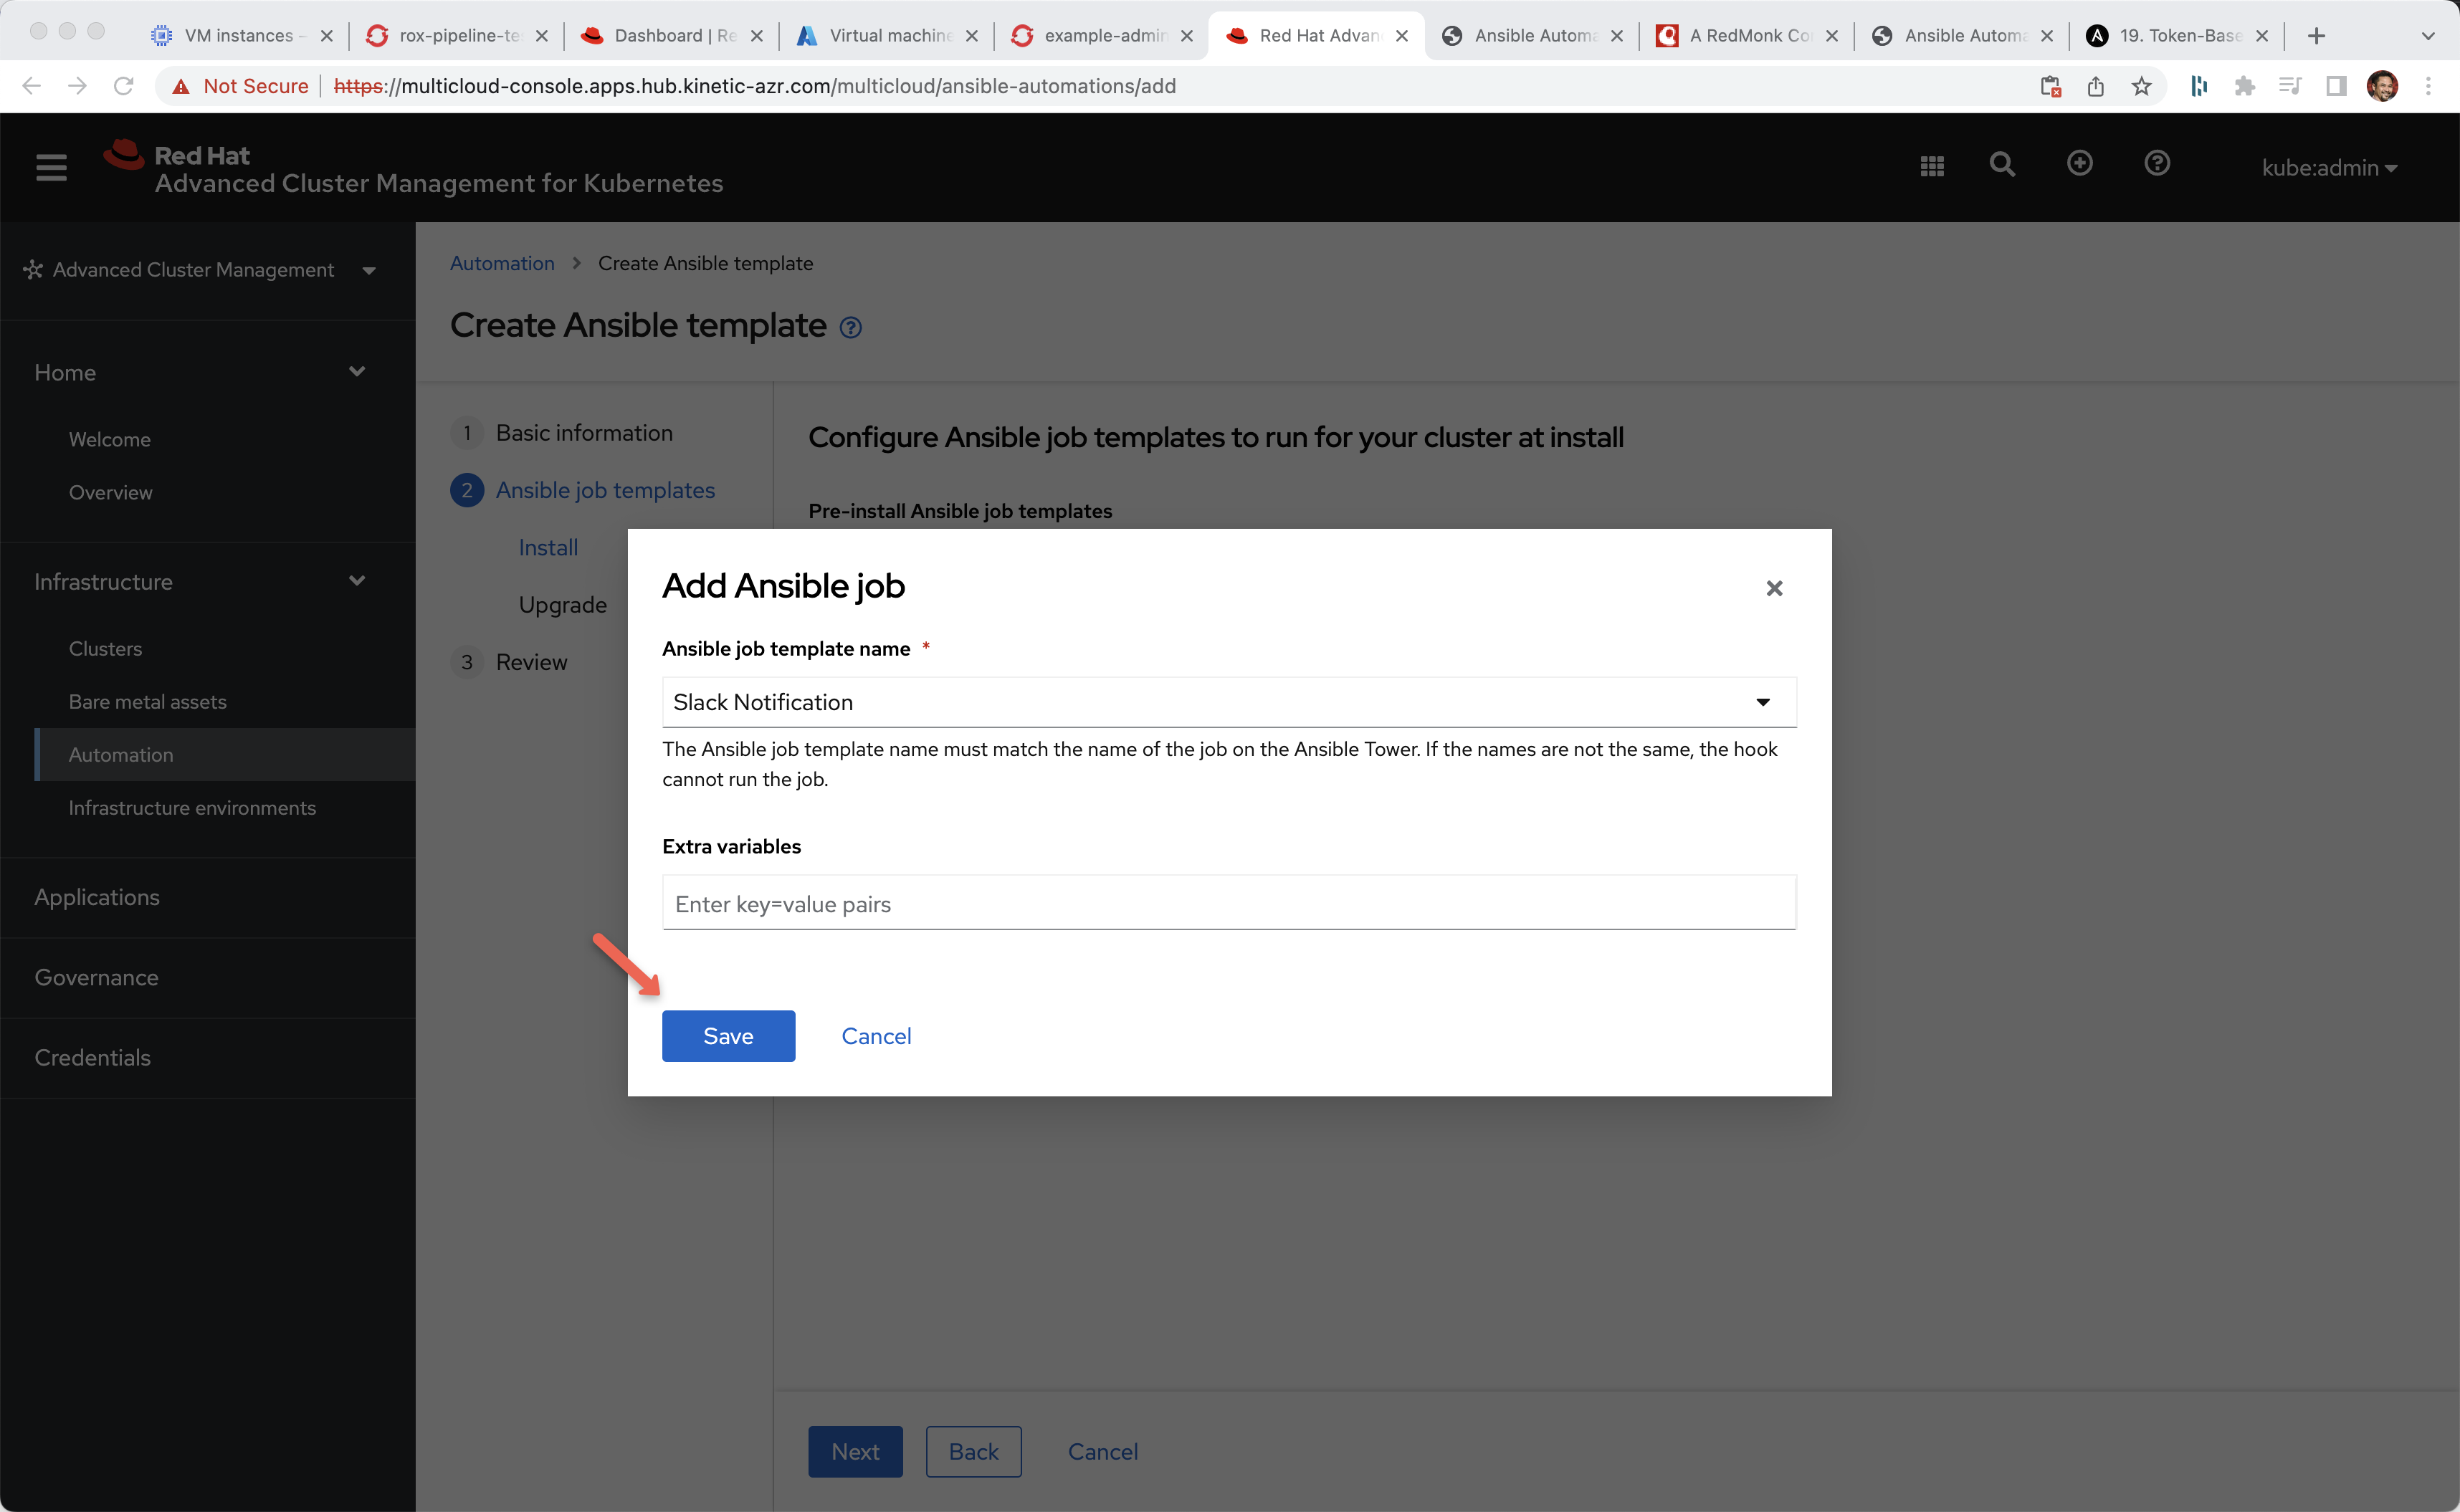 VM instances –
rox-pipeline-te
Dashboard | Re
Virtual machine
example-admin
Red Hat Advan
Ansible Automa
A RedMonk Co
Ansible Automa
19. Token-Base
Not Secure
https://multicloud-console.apps.hub.kinetic-azr.com/multicloud/ansible-automations/add
Red Hat
Advanced Cluster Management for Kubernetes
kube:admin
Advanced Cluster Management
Home
Welcome
Overview
Infrastructure
Clusters
Bare metal assets
Automation
Infrastructure environments
Applications
Governance
Credentials
Automation > Create Ansible template
Create Ansible template
1 Basic information
2 Ansible job templates
Install
Upgrade
3 Review
Configure Ansible job templates to run for your cluster at install
Pre-install Ansible job templates
Add Ansible job
Ansible job template name *
Slack Notification
The Ansible job template name must match the name of the job on the Ansible Tower. If the names are not the same, the hook
cannot run the job.
Extra variables
Enter key=value pairs
Save
Cancel
Next
Back
Cancel